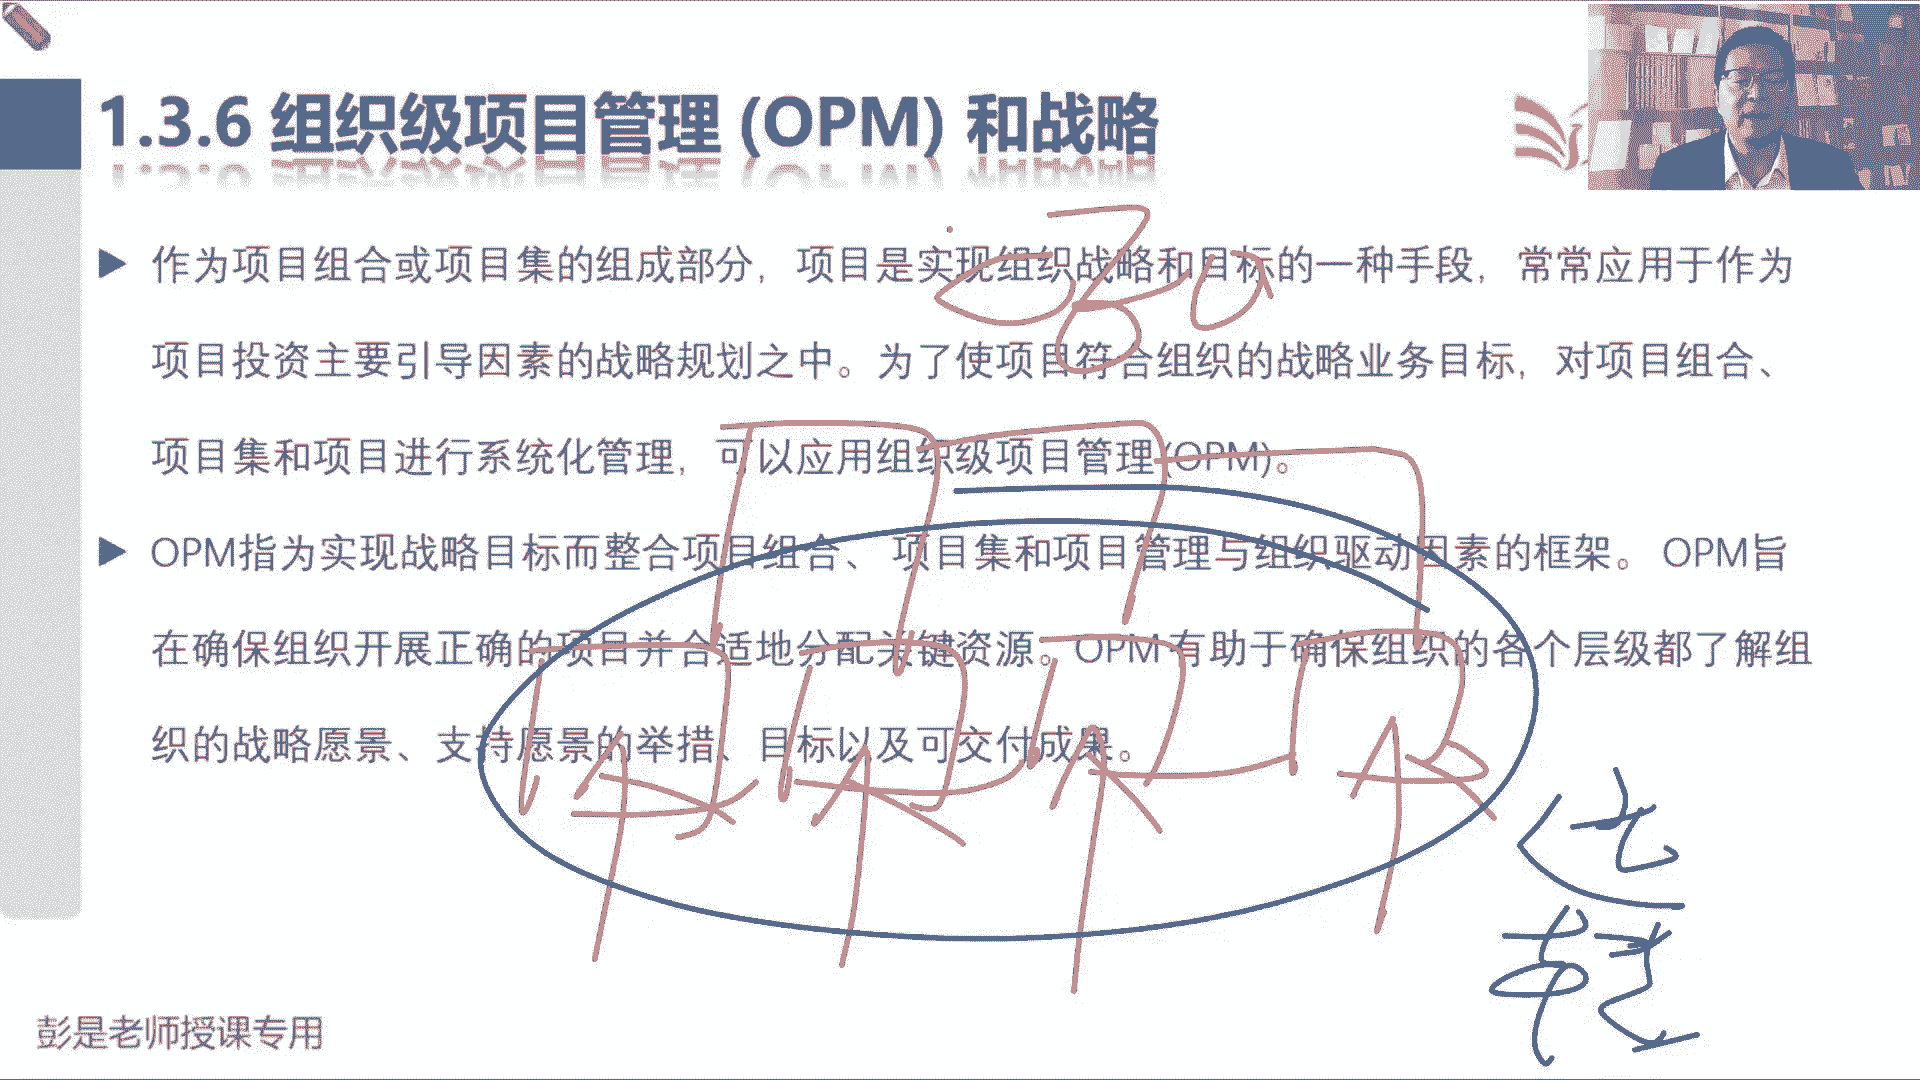 1.3.6 组织级项目管理 (OPM) 和战略
作为项目组合或项目集的组成部分，项目是实现组织战略和目标的一种手段，常常应用于作为
项目投资主要引导因素的战略规划之中。为了使项目符合组织的战略业务目标，对项目组合、
项目集和项目进行系统化管理，可以应用组织级项目管理(OPM)。
OPM指为实现战略目标而整合项目组合、项目集和项目管理与组织驱动因素的框架。 OPM旨
在确保组织开展正确的项目并合适地分配关键资源。OPM有助于确保组织的各个层级都了解组
织的战略愿景、支持愿景的举措、目标以及可交付成果。
彭是老师授课专用